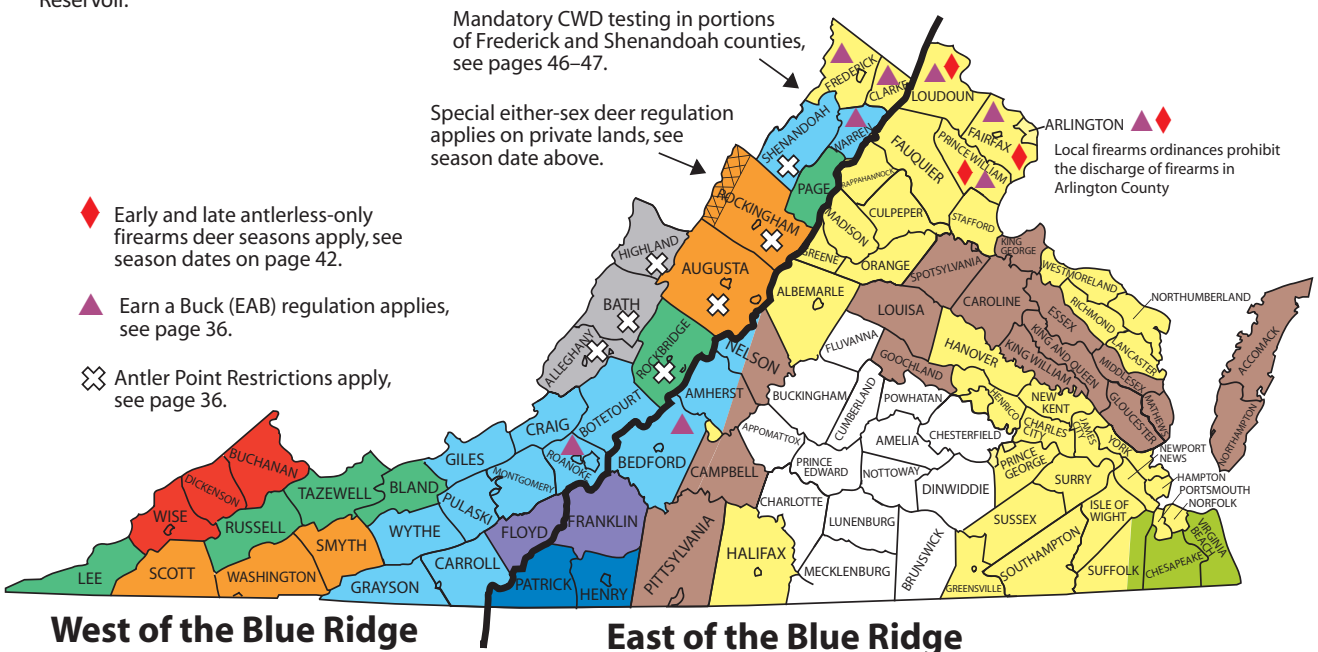 Reservoir.
Mandatory CWD testing in portions
of Frederick and Shenandoah counties,
see pages 46–47.
Special either-sex deer regulation
applies on private lands, see
season date above.
Early and late antlerless-only
firearms deer seasons apply, see
season dates on page 42.
Earn a Buck (EAB) regulation applies,
see page 36.
Antler Point Restrictions apply,
see page 36.
FREDERICK
CLARKE
LOUDOUN
SHENANDOAH
WARREN
FAIRFAX
ARLINGTON
Local firearms ordinances prohibit
the discharge of firearms in
Arlington County
FAUQUIER
PRINCE WILLIAM
PAGE
RAPPAHANNOCK
ROCKINGHAM
MADISON
CULPEPER
STAFFORD
HIGHLAND
GREENE
ORANGE
KING
GEORGE
AUGUSTA
SPOTSYLVANIA
WESTMORELAND
ALBEMARLE
BATH
LOUISA
CAROLINE
NORTHUMBERLAND
RICHMOND
ESSEX
LANCASTER
ACCOMACK
ALLEGHANY
ROCKBRIDGE
NELSON
FLUVANNA
GOOCHLAND
HANOVER
KING WILLIAM
KING AND QUEEN
MIDDLESEX
GLOUCESTER
MATHEWS
NORTHAMPTON
CRAIG
BOTETOURT
AMHERST
BUCKINGHAM
CUMBERLAND
POWHATAN
HENRICO
NEW
KENT
CHARLES
CITY
JAMES
CITY
YORK
APPOMATTOX
AMELIA
CHESTERFIELD
BUCHANAN
DICKENSON
WISE
TAZEWELL
BLAND
GILES
MONTGOMERY
ROANOKE
BEDFORD
CAMPBELL
PRINCE
EDWARD
NOTTOWAY
PRINCE
GEORGE
NEWPORT
NEWS
HAMPTON
PORTSMOUTH
NORFOLK
RUSSELL
PULASKI
CHARLOTTE
DINWIDDIE
SURRY
ISLE OF
WIGHT
SMYTH
WYTHE
FLOYD
FRANKLIN
LUNENBURG
SUSSEX
VIRGINIA
BEACH
LEE
SCOTT
WASHINGTON
GRAYSON
CARROLL
PATRICK
HENRY
PITTSYLVANIA
HALIFAX
MECKLENBURG
BRUNSWICK
GREENSVILLE
SOUTHAMPTON
SUFFOLK
CHESAPEAKE
West of the Blue Ridge
East of the Blue Ridge